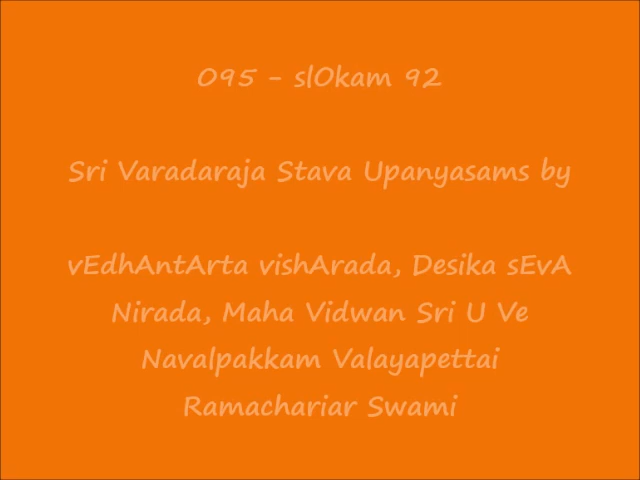 095 - slOkam 92
Sri Varadaraja Stava Upanyasams by
vEdhAntArta vishArada, Desika sEvA
Nirada, Maha Vidwan Sri U Ve
Navalpakkam Valayapettai
Ramachariar Swami